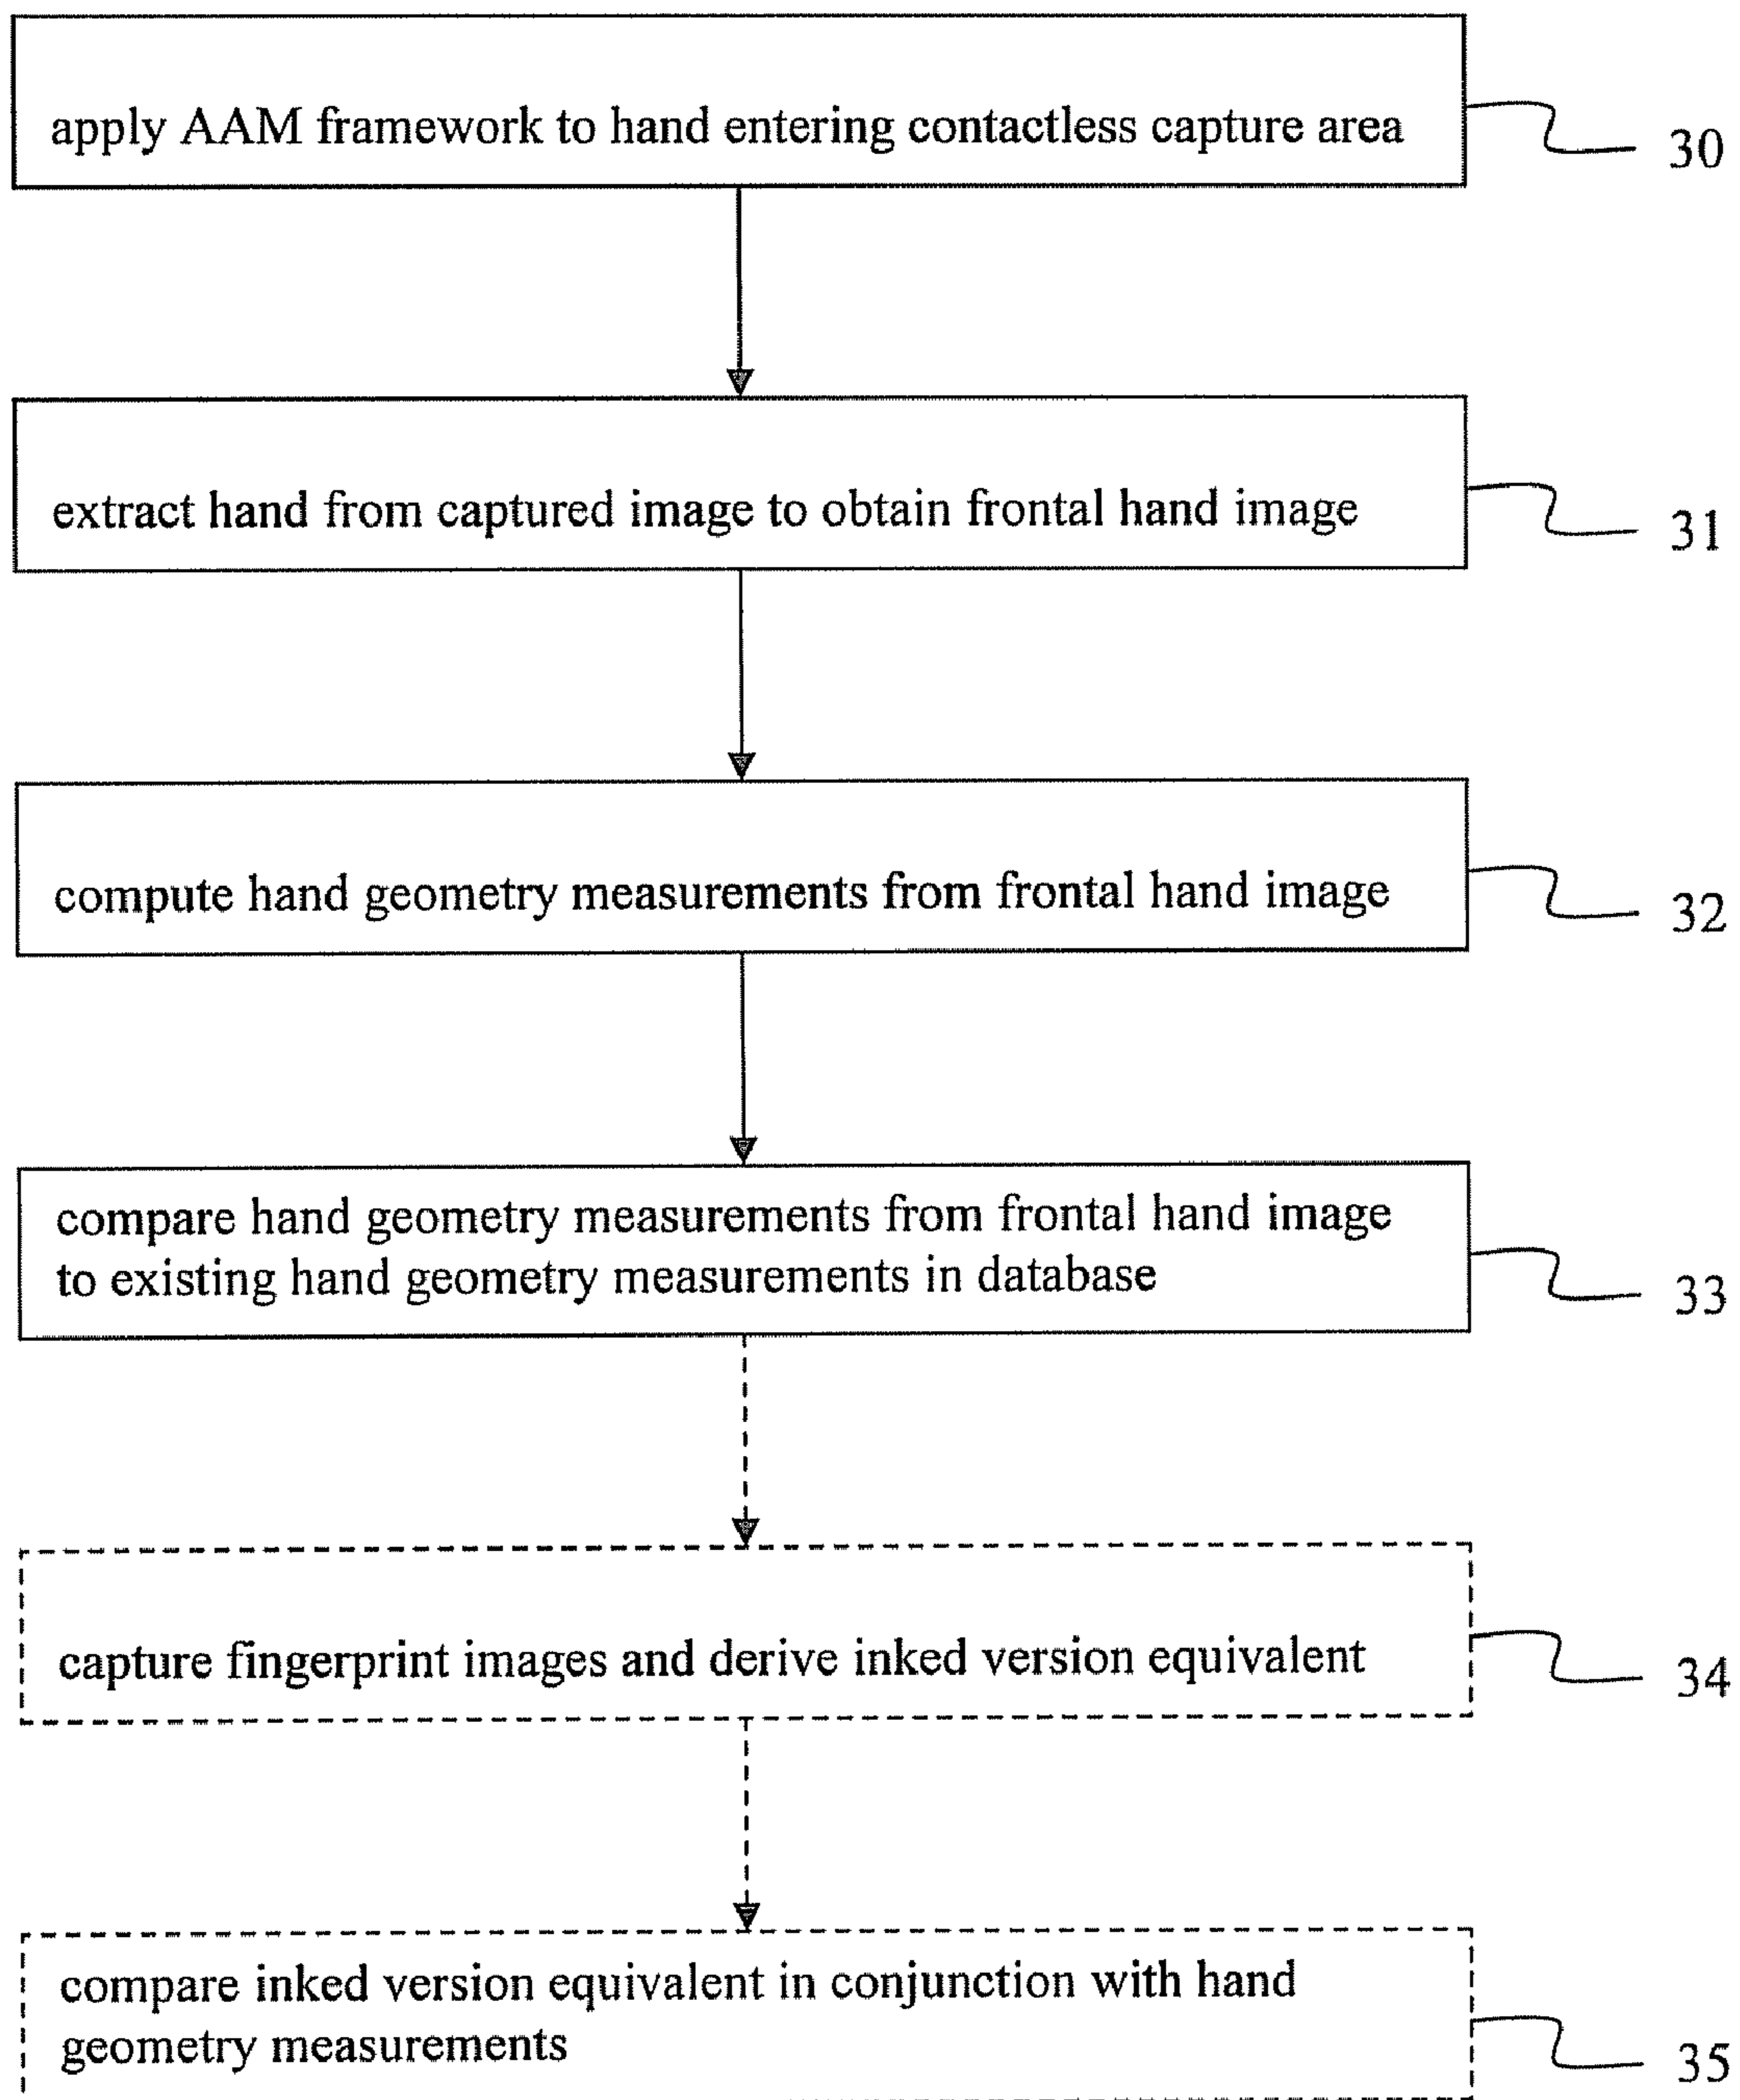 apply AAM framework to hand entering contactless capture area
30
extract hand from captured image to obtain frontal hand image
31
compute hand geometry measurements from frontal hand image
32
compare hand geometry measurements from frontal hand image
to existing hand geometry measurements in database
33
capture fingerprint images and derive inked version equivalent
34
compare inked version equivalent in conjunction with hand
geometry measurements
35